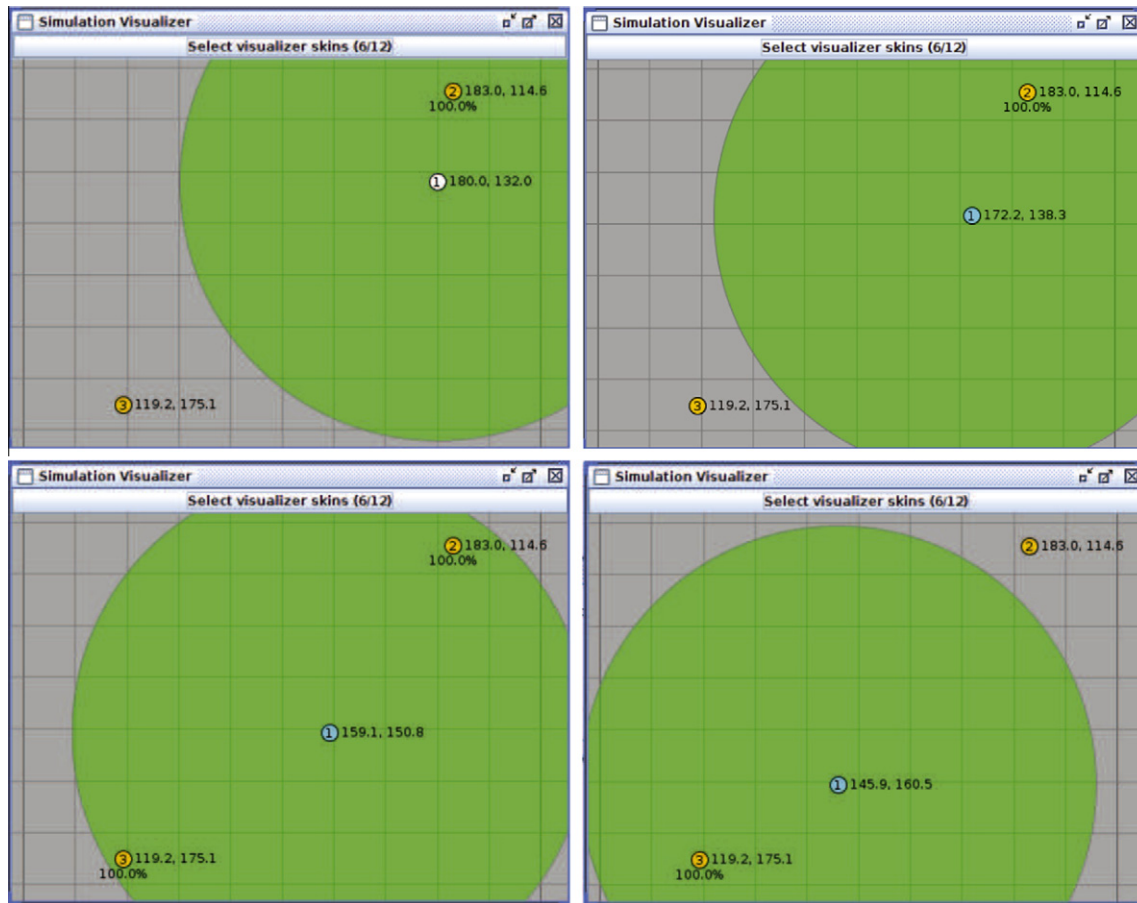 Simulation Visualizer
Select visualizer skins (6/12)
2 183.0, 114.6
100.0%
1 180.0, 132.0
3 119.2, 175.1
Simulation Visualizer
Select visualizer skins (6/12)
2 183.0, 114.6
100.0%
1 172.2, 138.3
3 119.2, 175.1
Simulation Visualizer
Select visualizer skins (6/12)
2 183.0, 114.6
100.0%
1 159.1, 150.8
3 119.2, 175.1
100.0%
Simulation Visualizer
Select visualizer skins (6/12)
2 183.0, 114.6
1 145.9, 160.5
3 119.2, 175.1
100.0%